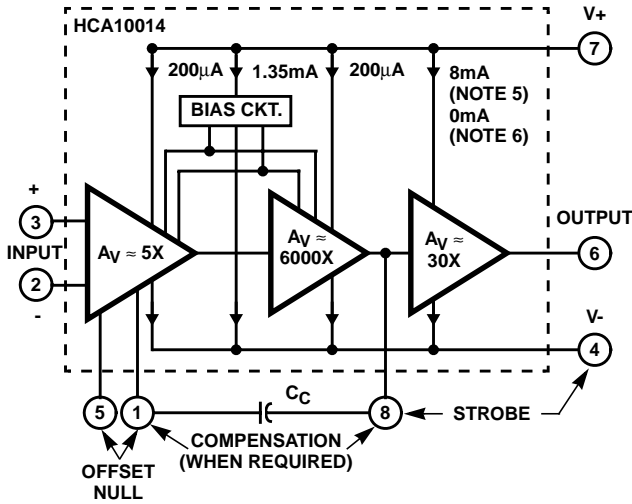 HCA10014
V+
7
200µA
1.35mA
200µA
8mA
(NOTE 5)
0mA
(NOTE 6)
BIAS CKT.
+
3
INPUT
2
-
AV ≈ 5X
AV ≈
6000X
AV ≈
30X
OUTPUT
6
V-
4
5
1
CC
8
STROBE
COMPENSATION
(WHEN REQUIRED)
OFFSET
NULL